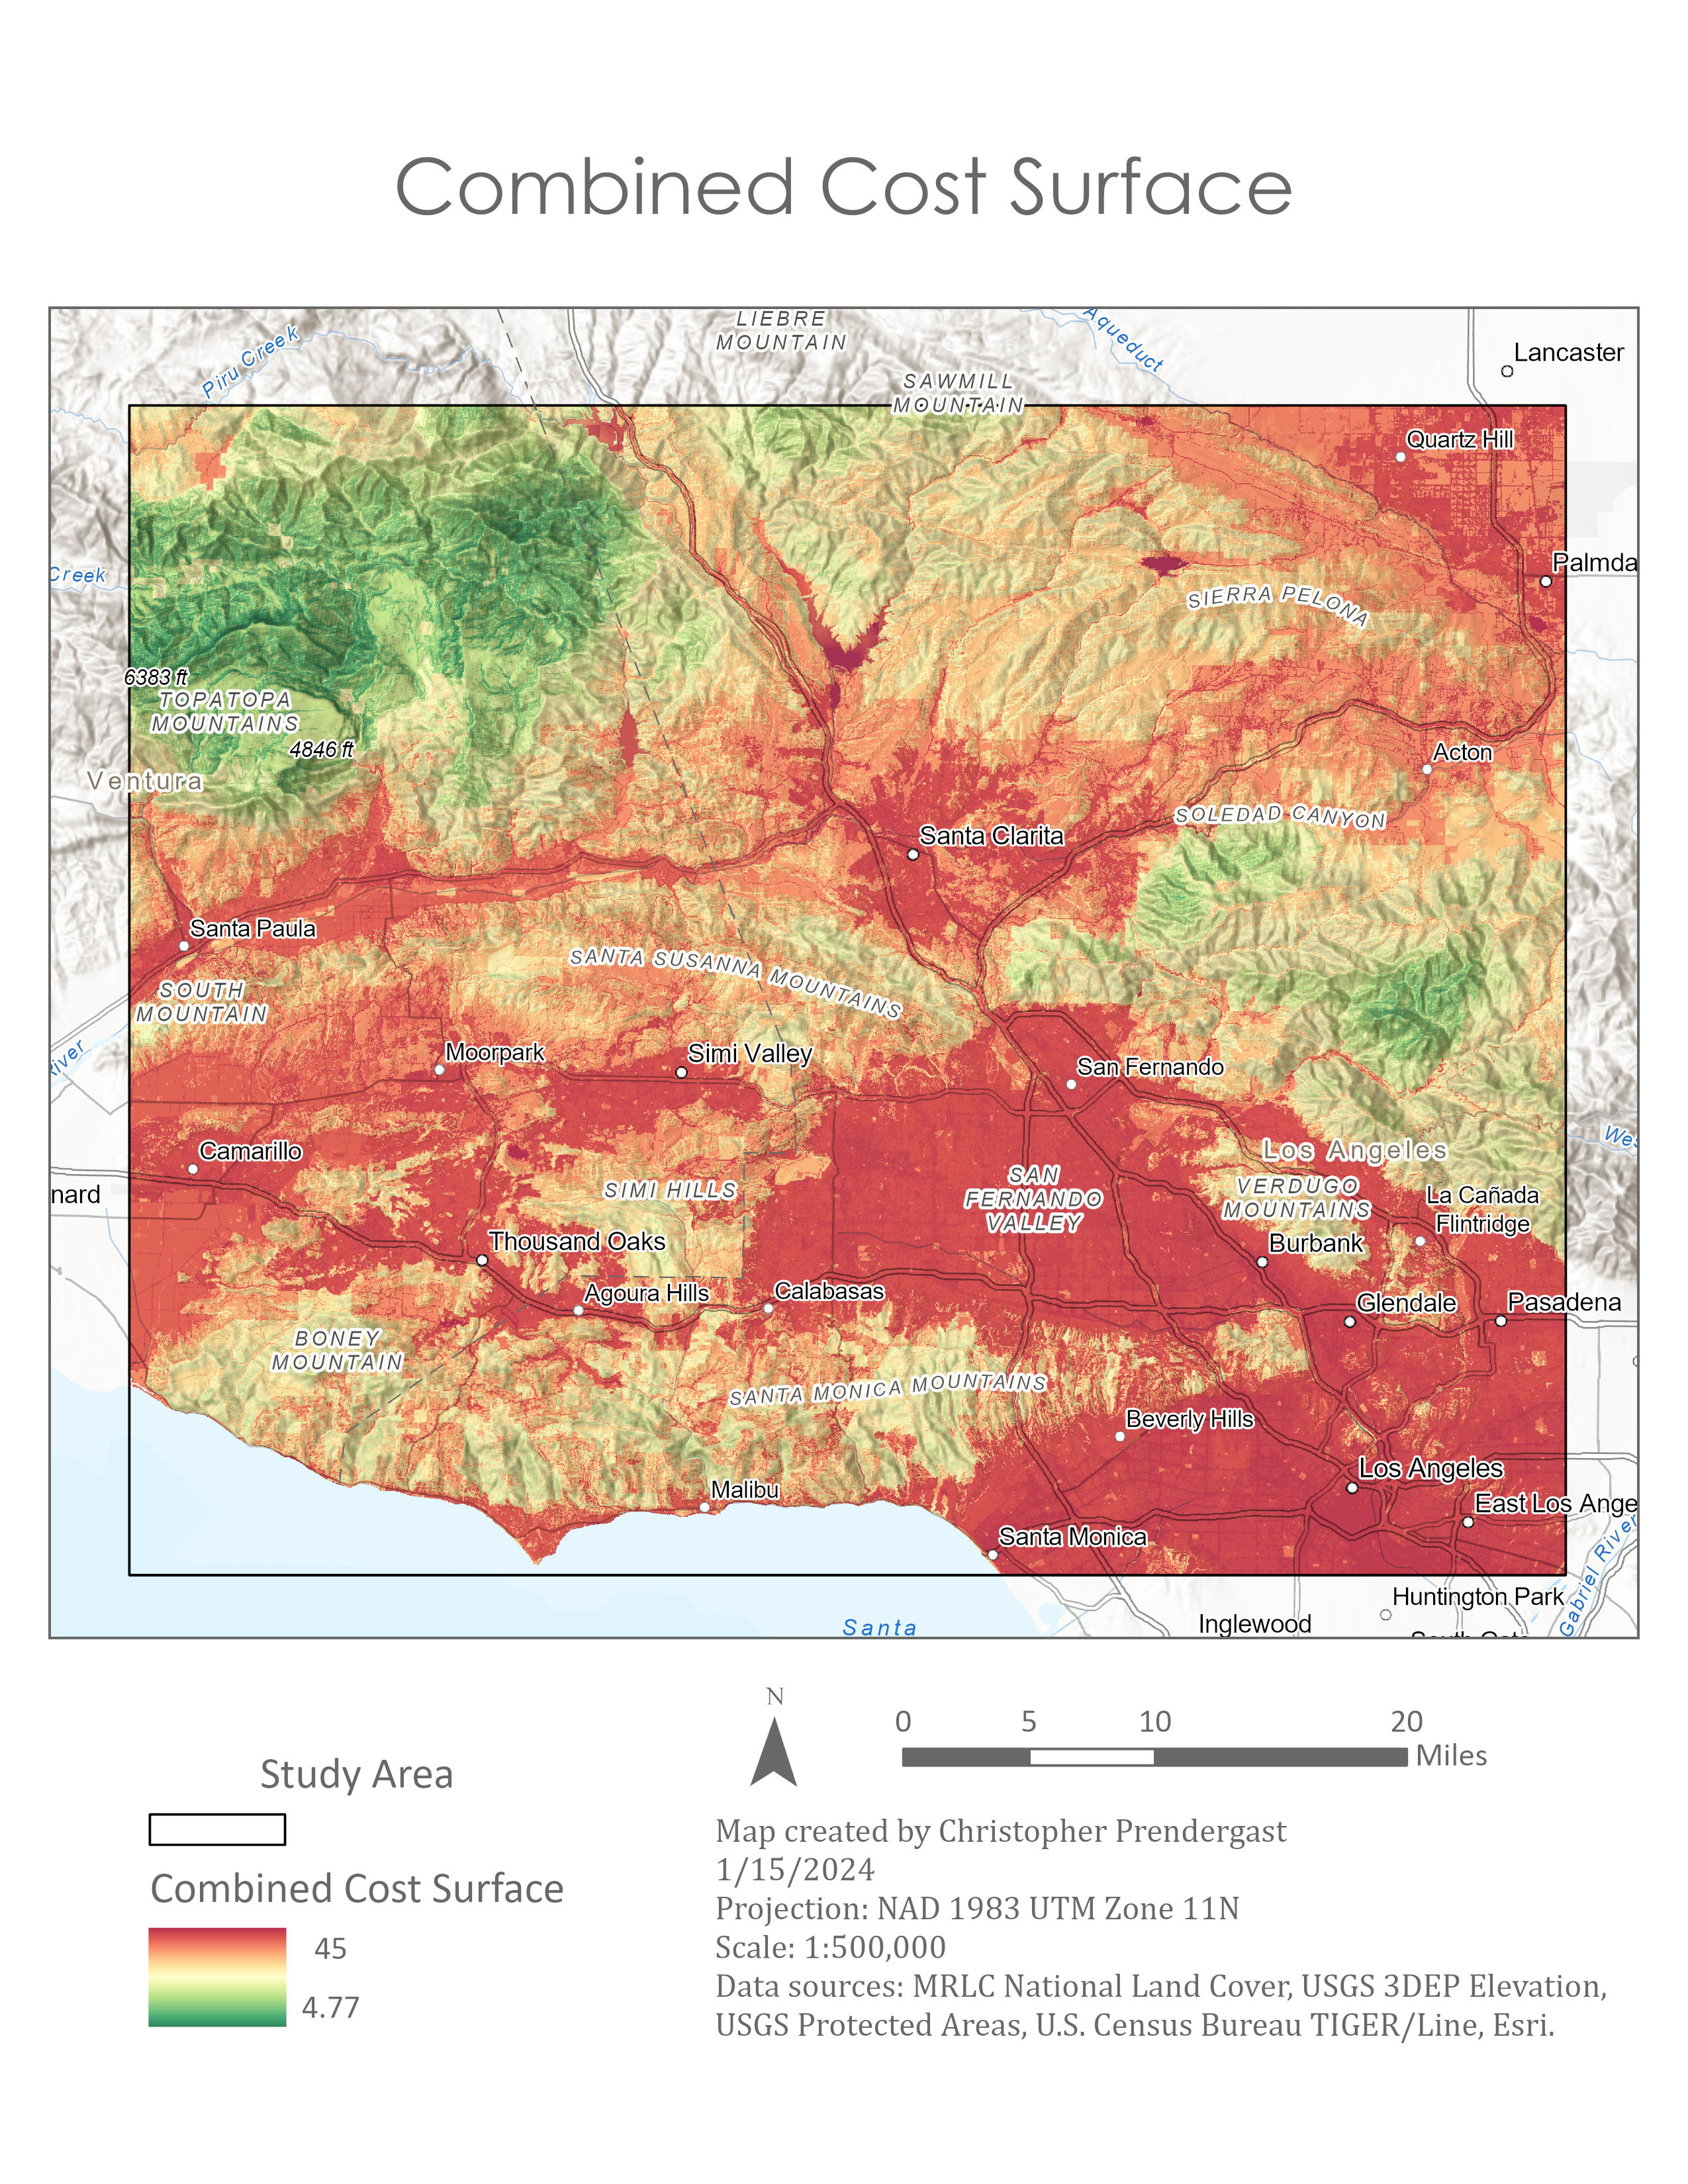 Combined Cost Surface
LIEBRE
MOUNTAIN
Aqueduct
Piru Creek
Lancaster
SAWMILL
MOUNTAIN
Quartz Hill
Palmda
Creek
SIERRA PELONA
6383 ft
TOPATOPA
MOUNTAINS
4846 ft
Acton
Ventura
SOLEDAD CANYON
Santa Clarita
Santa Paula
SANTA SUSANNA MOUNTAINS
SOUTH
MOUNTAIN
River
Moorpark
Simi Valley
San Fernando
Camarillo
Los Angeles
SIMI HILLS
SAN
FERNANDO
VALLEY
VERDUGO
MOUNTAINS
nard
La Cañada
Flintridge
Thousand Oaks
Burbank
Agoura Hills
Calabasas
Glendale
Pasadena
BONEY
MOUNTAIN
SANTA MONICA MOUNTAINS
Beverly Hills
Los Angeles
Malibu
East Los Ange
Santa Monica
Gabriel River
Huntington Park
Santa
Inglewood
N
0 5 10 20
Miles
Study Area
Combined Cost Surface
45
4.77
Map created by Christopher Prendergast
1/15/2024
Projection: NAD 1983 UTM Zone 11N
Scale: 1:500,000
Data sources: MRLC National Land Cover, USGS 3DEP Elevation,
USGS Protected Areas, U.S. Census Bureau TIGER/Line, Esri.